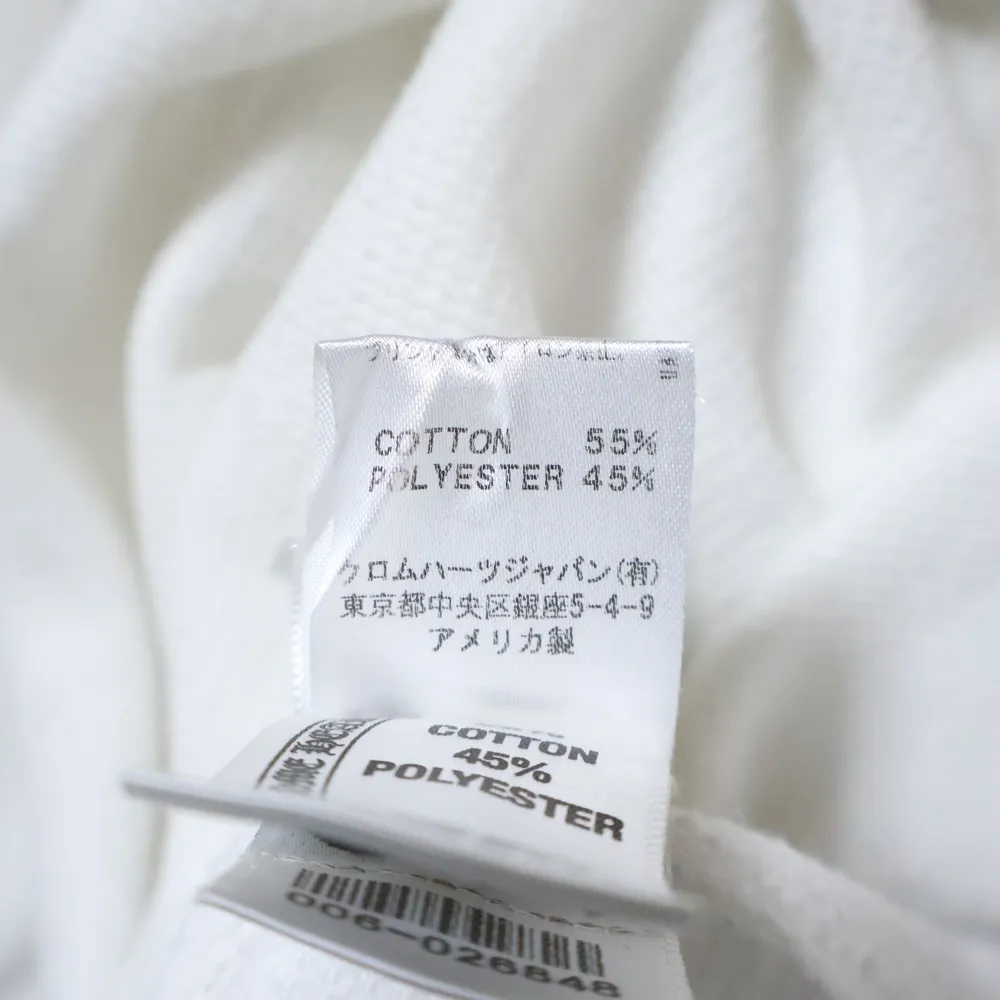 COTTON 55%
POLYESTER 45%
クロムハーツジャパン(有)
東京都中央区銀座5-4-9
アメリカ製
COTTON
45%
POLYESTER
006-026848